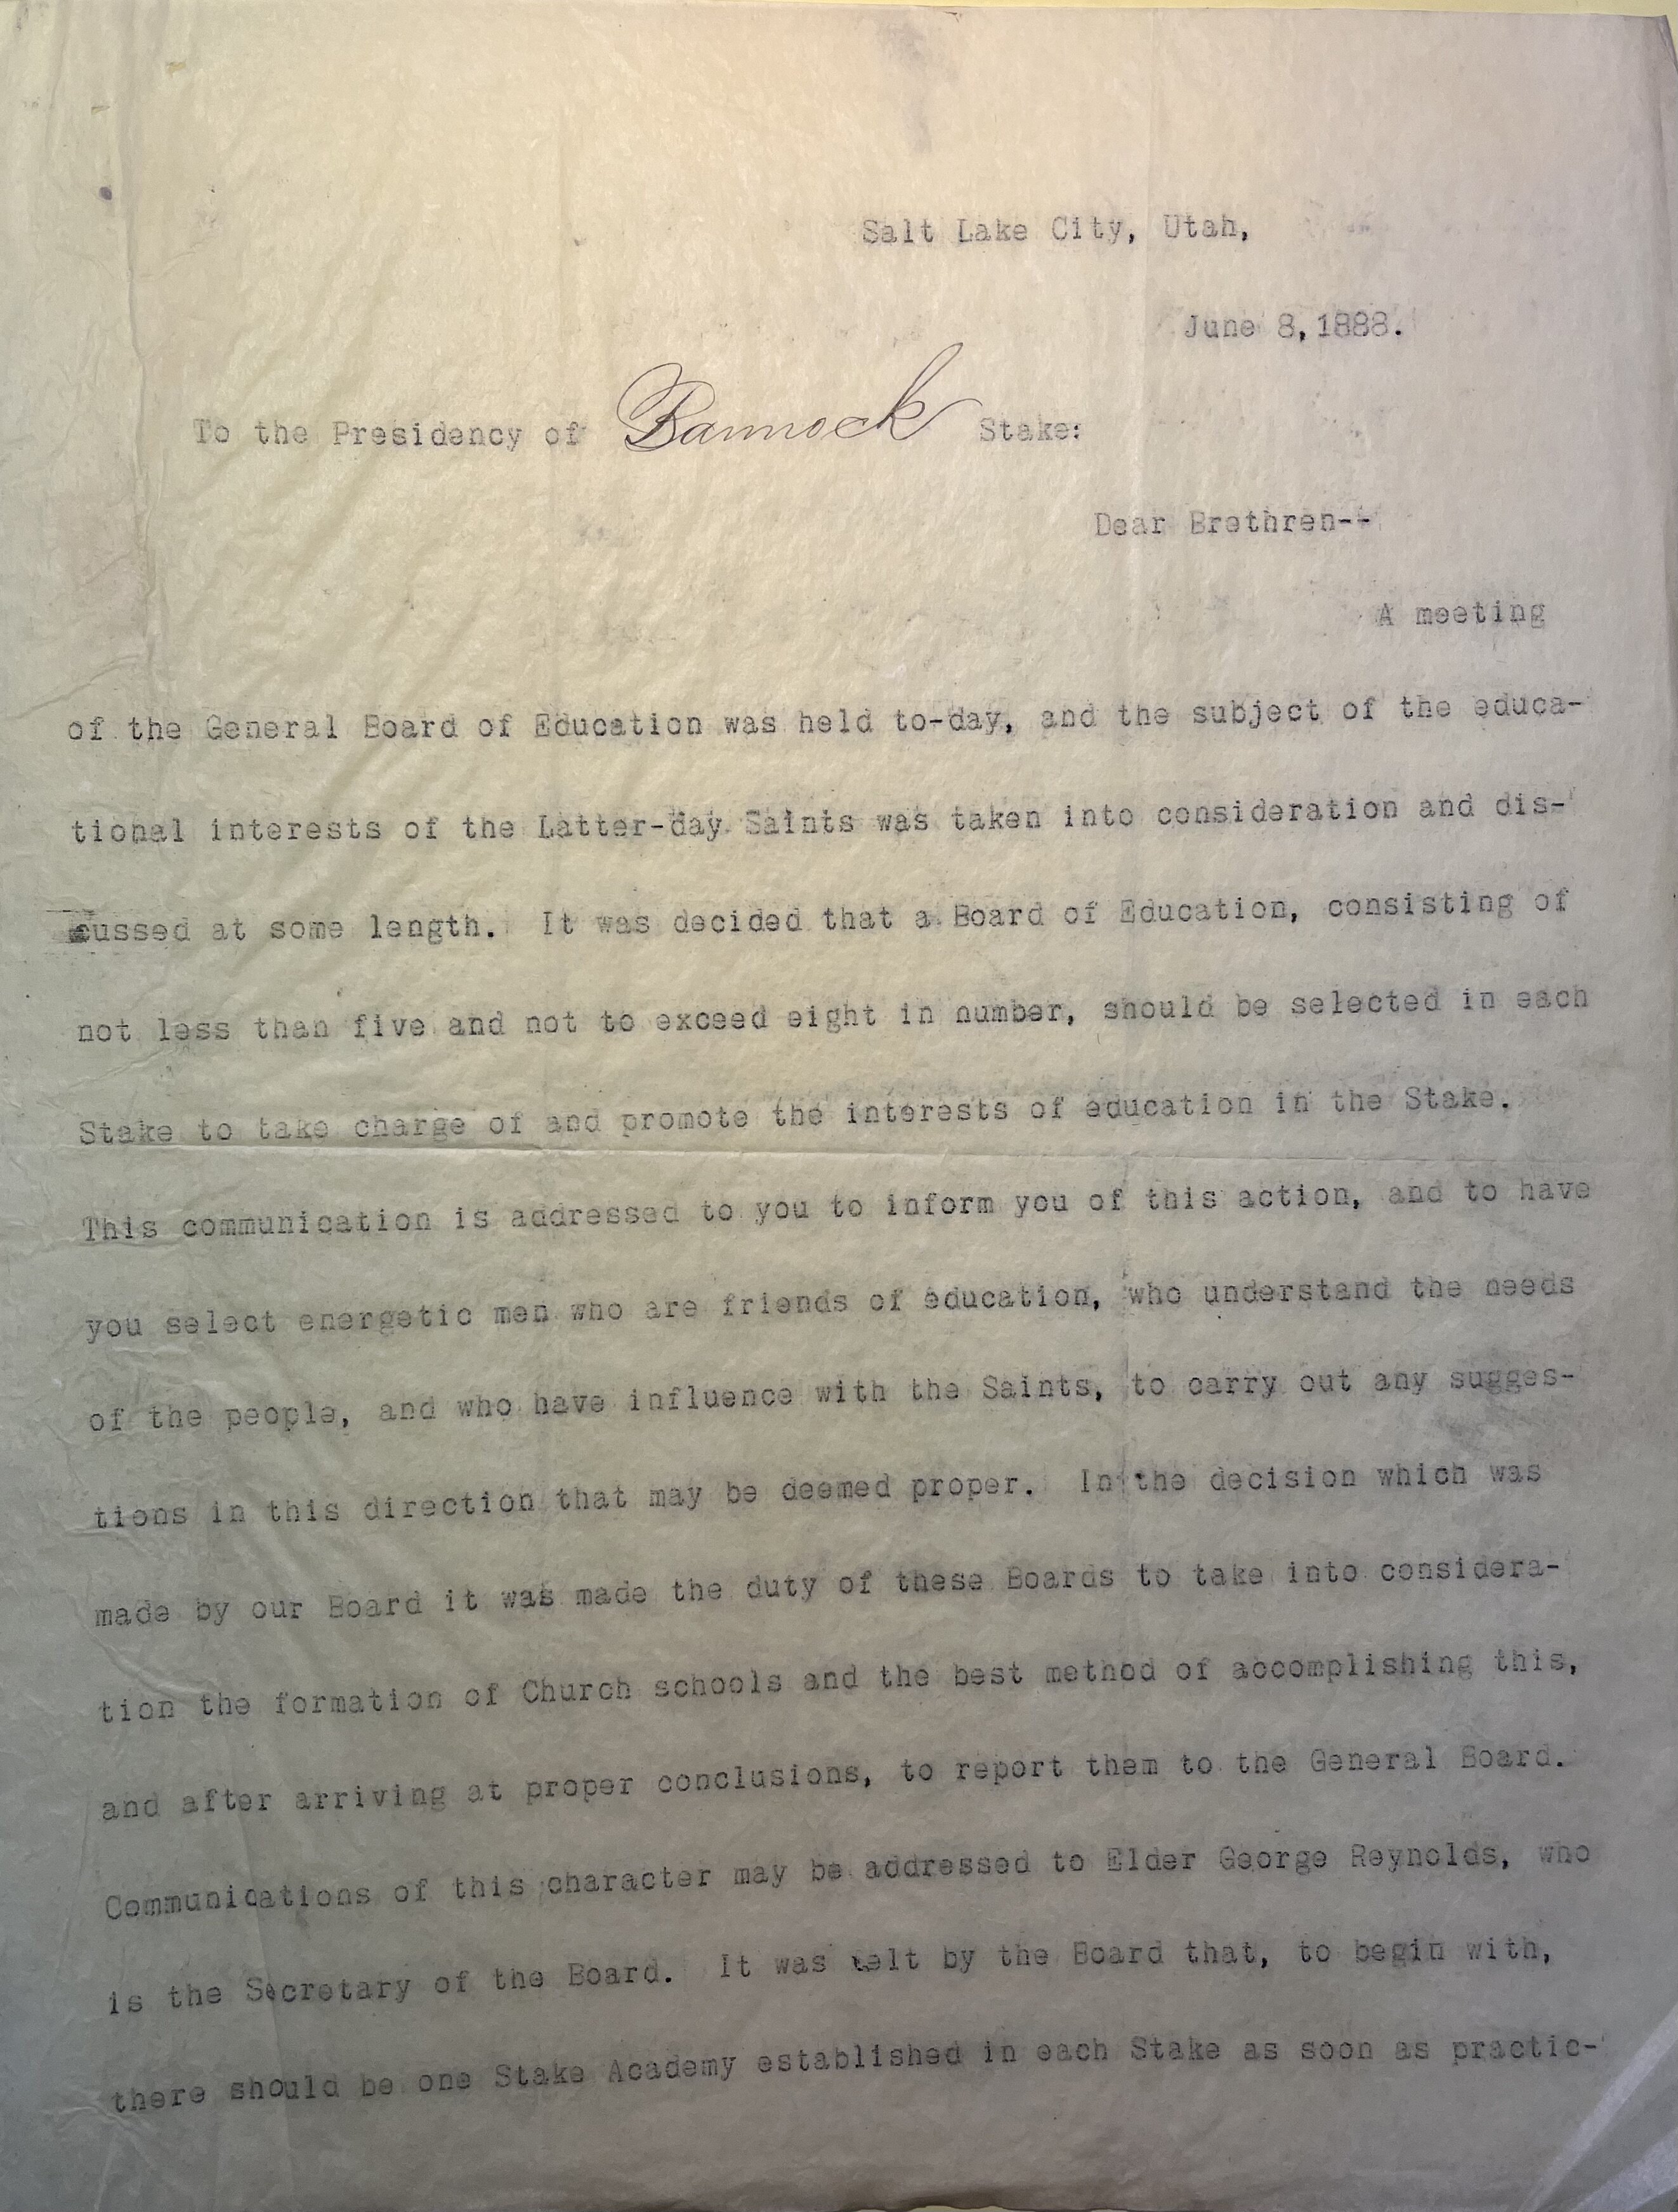 Salt Lake City, Utah,
June 8, 1888.
To the Presidency of Bannock Stake:
Dear Brethren--
A meeting
of the General Board of Education was held to-day, and the subject of the educa-
tional interests of the Latter-day Saints was taken into consideration and dis-
cussed at some length. It was decided that a Board of Education, consisting of
not less than five and not to exceed eight in number, should be selected in each
Stake to take charge of and promote the interests of education in the Stake.
This communication is addressed to you to inform you of this action, and to have
you select energetic men who are friends of education, who understand the needs
of the people, and who have influence with the Saints, to carry out any sugges-
tions in this direction that may be deemed proper. In the decision which was
made by our Board it was made the duty of these Boards to take into considera-
tion the formation of Church schools and the best method of accomplishing this,
and after arriving at proper conclusions, to report them to the General Board.
Communications of this character may be addressed to Elder George Reynolds, who
is the Secretary of the Board. It was felt by the Board that, to begin with,
there should be one Stake Academy established in each Stake as soon as practic-